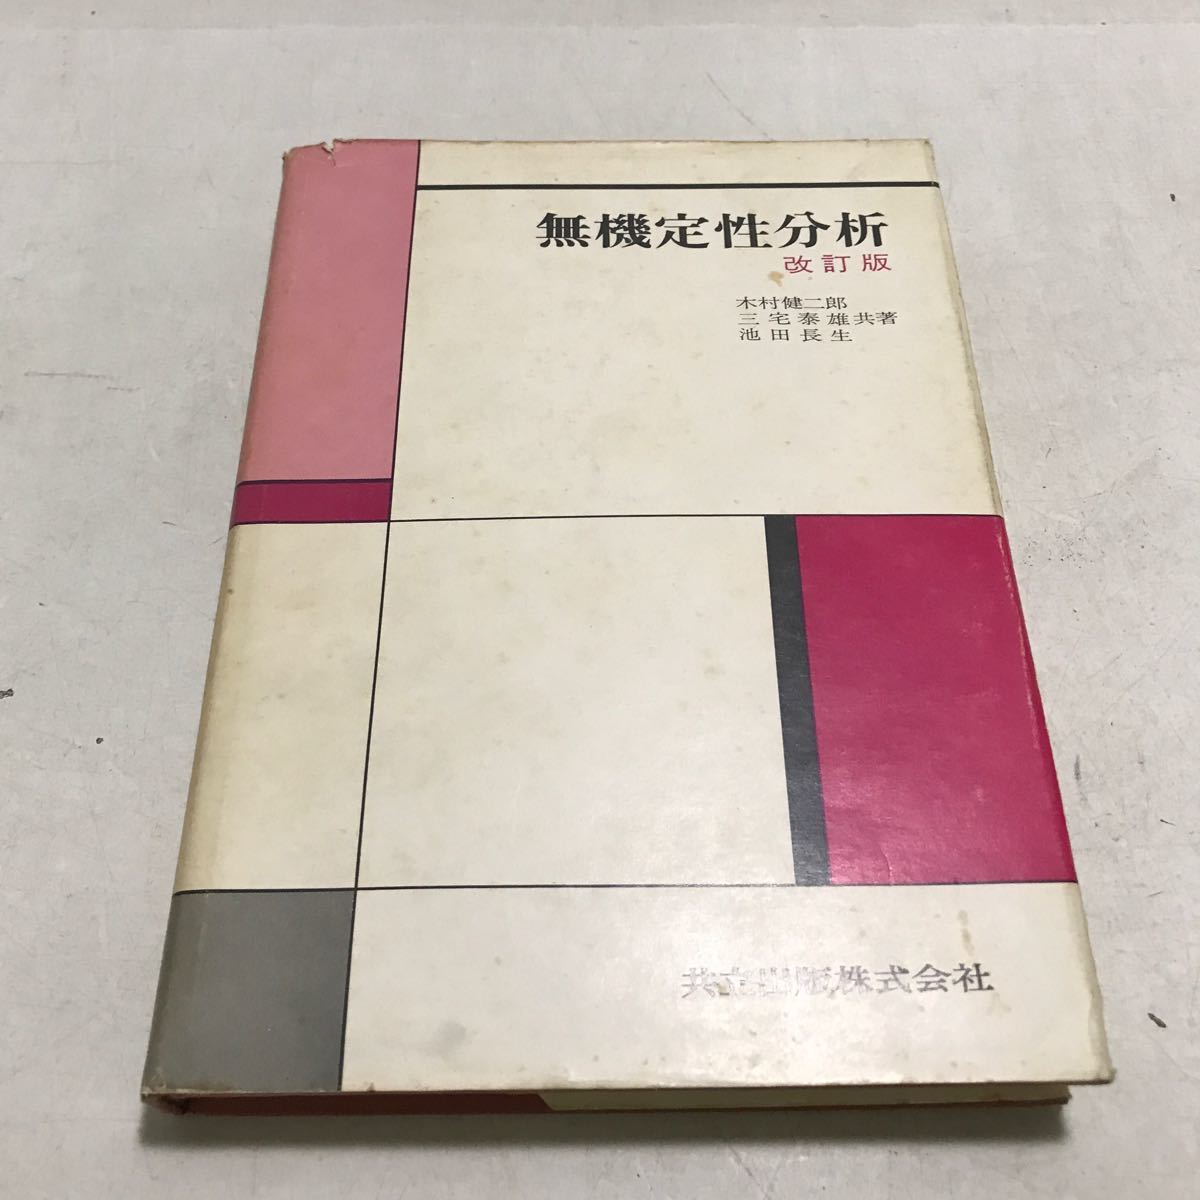 無機定性分析
改訂版
木村健二郎
三宅泰雄共著
池田長生
共立出版株式会社